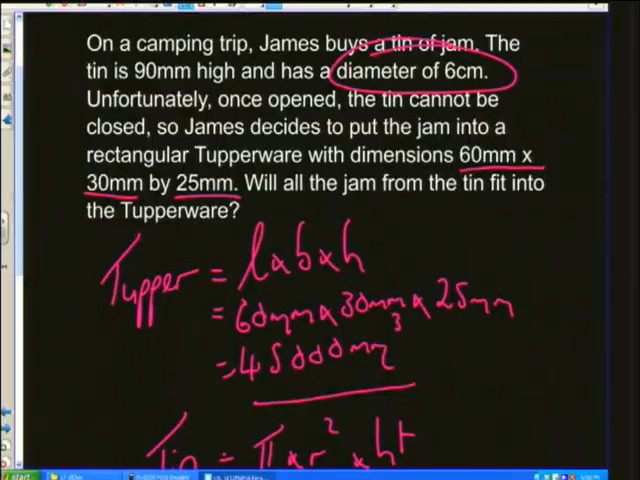 On a camping trip, James buys a tin of jam. The
tin is 90mm high and has a diameter of 6cm.
Unfortunately, once opened, the tin cannot be
closed, so James decides to put the jam into a
rectangular Tupperware with dimensions 60mm x
30mm by 25mm. Will all the jam from the tin fit into
the Tupperware?
Tupper = l x b x h
= 60mm x 30mm x 25mm
= 45000mm³
Tin = π x r² x ht
start